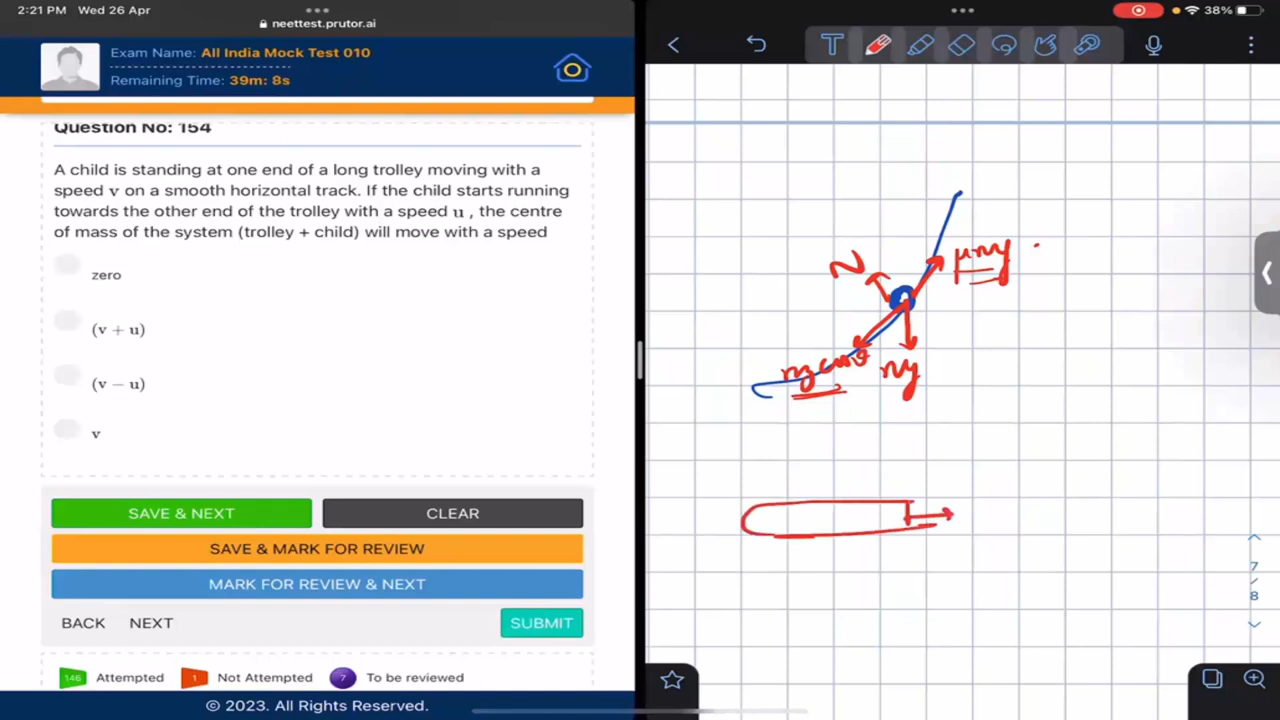 2:21 PM Wed 26 Apr
neettest.prutor.ai
38%
Exam Name: All India Mock Test 010
Remaining Time: 39m: 8s
Question No: 154
A child is standing at one end of a long trolley moving with a
speed v on a smooth horizontal track. If the child starts running
towards the other end of the trolley with a speed u , the centre
of mass of the system (trolley + child) will move with a speed
zero
(v + u)
(v − u)
v
SAVE & NEXT
CLEAR
SAVE & MARK FOR REVIEW
MARK FOR REVIEW & NEXT
BACK
NEXT
SUBMIT
146 Attempted
1 Not Attempted
7 To be reviewed
© 2023. All Rights Reserved.
T
N
7
/
8